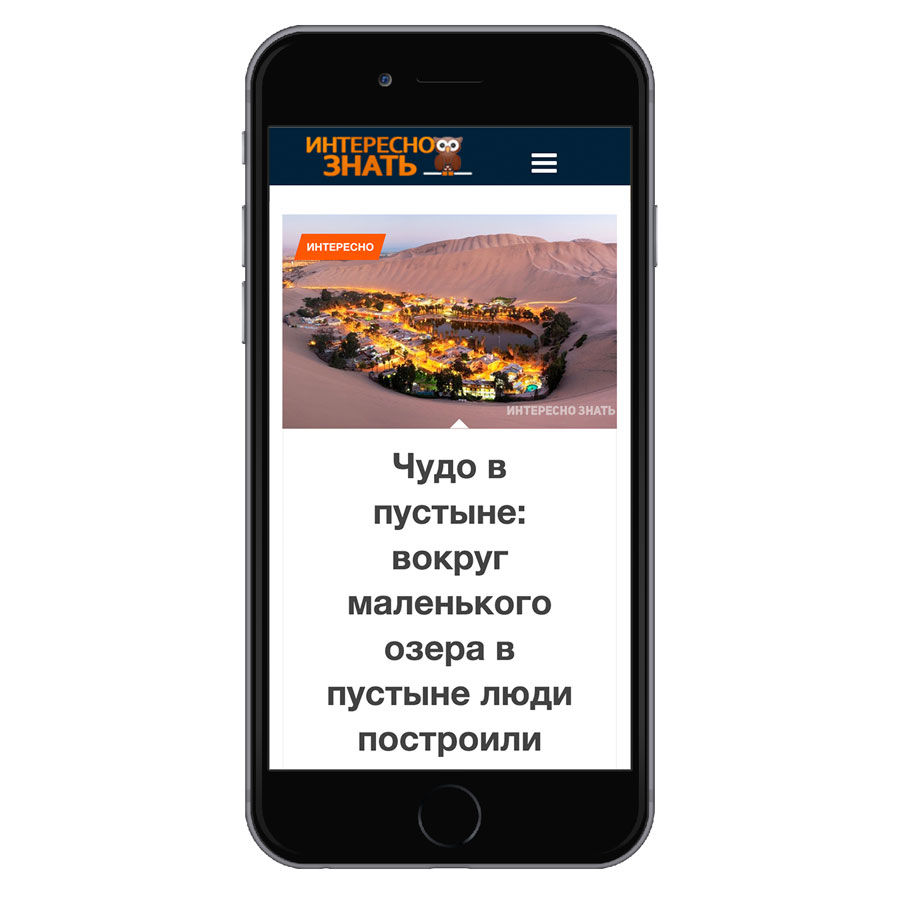 ИНТЕРЕСНО
ЗНАТЬ
ИНТЕРЕСНО
ИНТЕРЕСНО ЗНАТЬ
Чудо в
пустыне:
вокруг
маленького
озера в
пустыне люди
построили